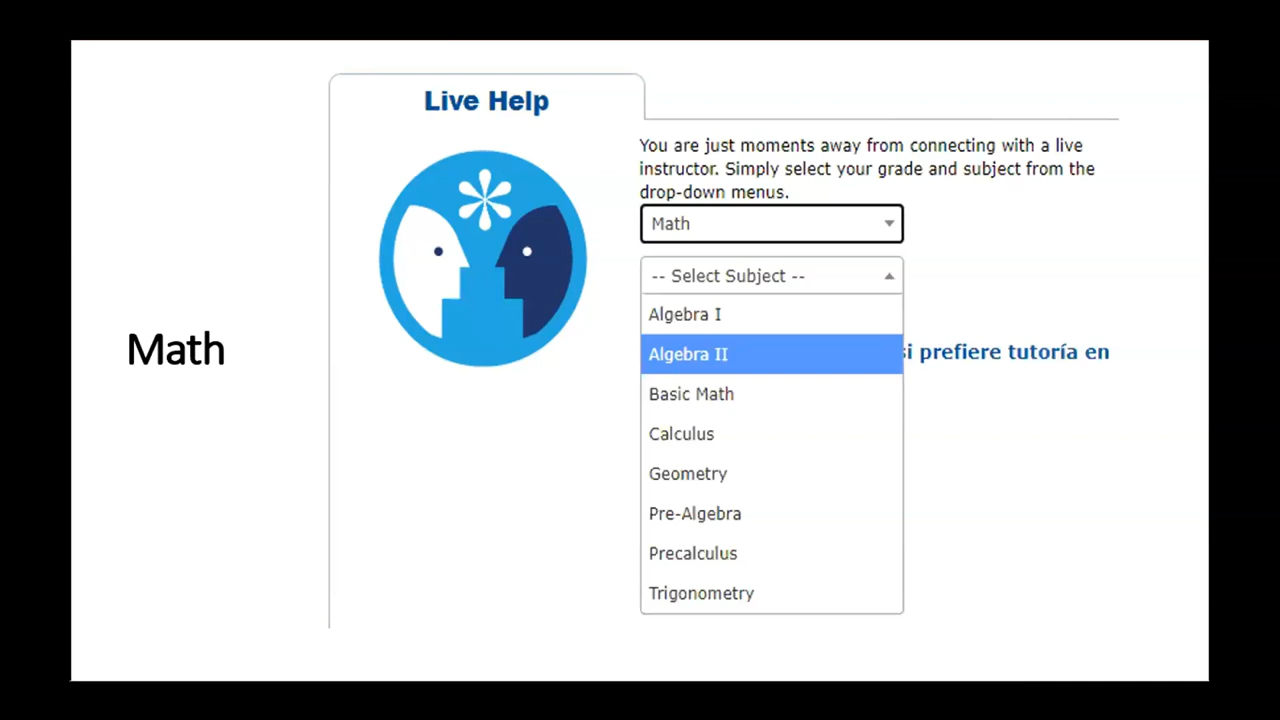 Live Help
You are just moments away from connecting with a live
instructor. Simply select your grade and subject from the
drop-down menus.
Math
-- Select Subject --
Algebra I
Algebra II
si prefiere tutoría en
Basic Math
Calculus
Geometry
Pre-Algebra
Precalculus
Trigonometry
Math